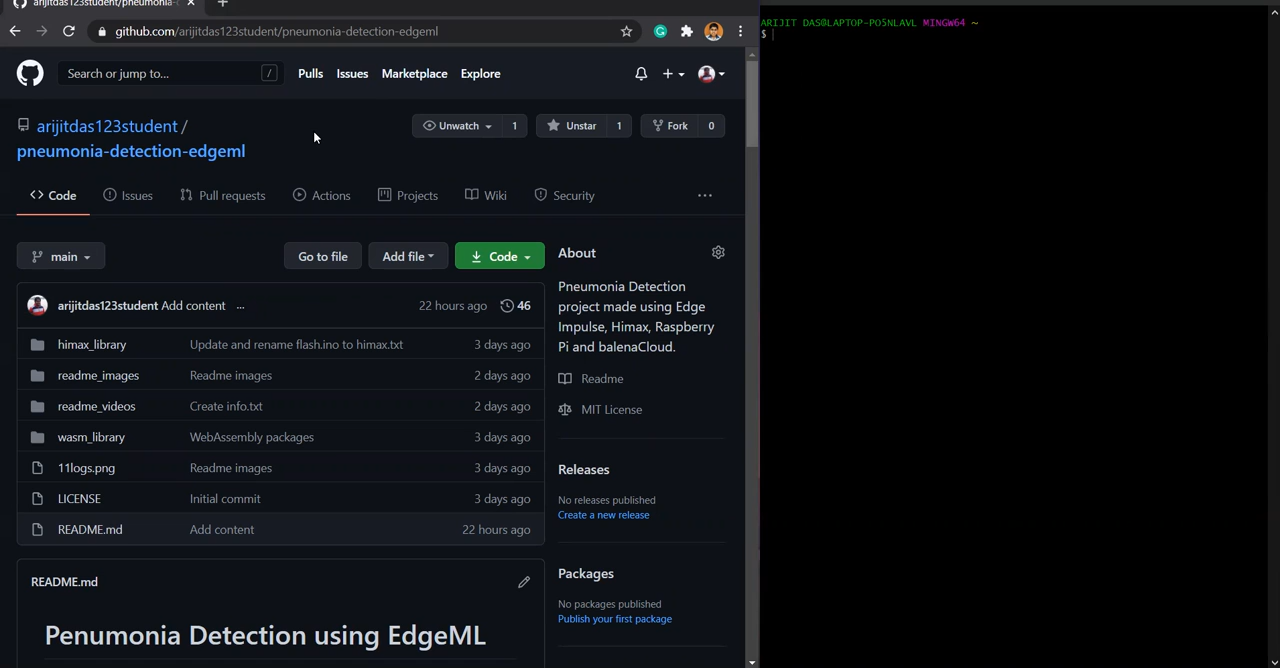 arijitdas123student/pneumonia-
github.com/arijitdas123student/pneumonia-detection-edgeml
Search or jump to...
/
Pulls
Issues
Marketplace
Explore
arijitdas123student /
pneumonia-detection-edgeml
Unwatch
1
Unstar
1
Fork
0
Code
Issues
Pull requests
Actions
Projects
Wiki
Security
main
Go to file
Add file
Code
arijitdas123student Add content
...
22 hours ago
46
himax_library
Update and rename flash.ino to himax.txt
3 days ago
readme_images
Readme images
2 days ago
readme_videos
Create info.txt
2 days ago
wasm_library
WebAssembly packages
3 days ago
11logs.png
Readme images
3 days ago
LICENSE
Initial commit
3 days ago
README.md
Add content
22 hours ago
About
Pneumonia Detection
project made using Edge
Impulse, Himax, Raspberry
Pi and balenaCloud.
Readme
MIT License
Releases
No releases published
Create a new release
Packages
No packages published
Publish your first package
README.md
Penumonia Detection using EdgeML
ARIJIT DAS@LAPTOP-PO5NLAVL MINGW64 ~
$